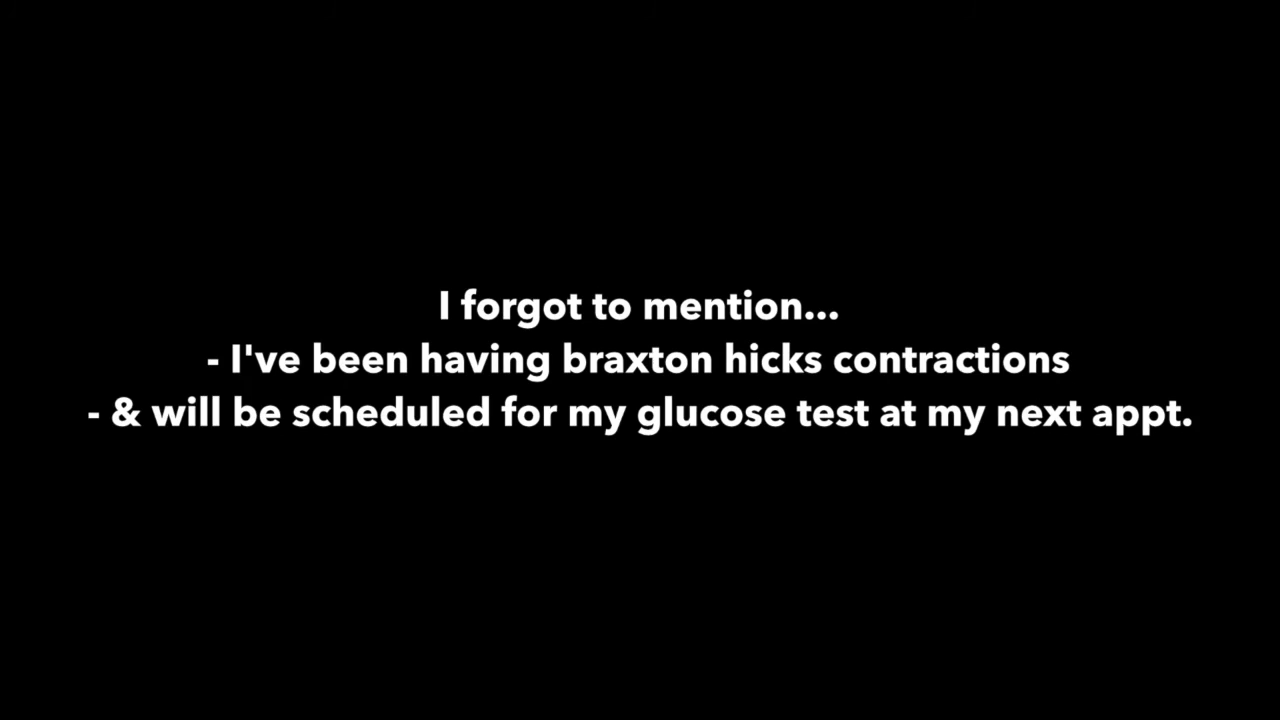 I forgot to mention...
- I've been having braxton hicks contractions
- & will be scheduled for my glucose test at my next appt.